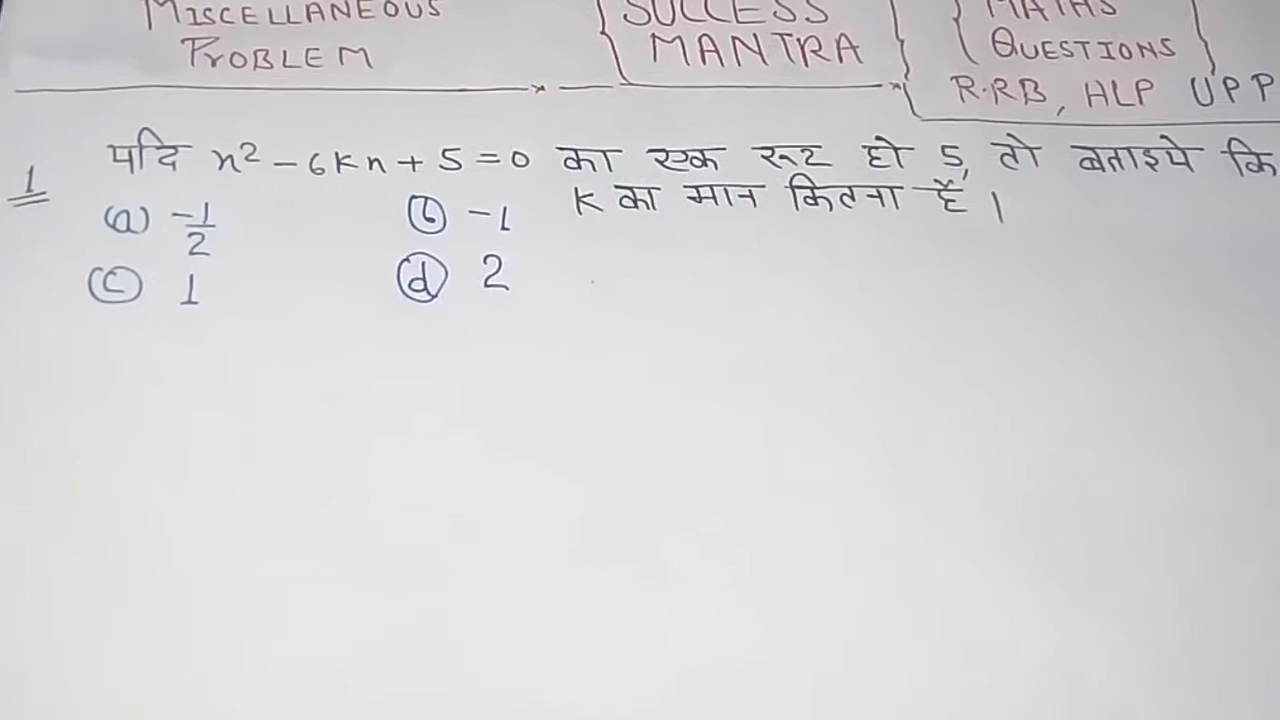 MISCELLANEOUS
PROBLEM
SUCCESS
MANTRA
MATHS
QUESTIONS
R.RB, HLP UPP
1 यदि x² - 6kx + 5 = 0 का एक रूट हो 5, तो बताइये कि
k का मान कितना है।
(a) -1/2 (b) -1
(c) 1 (d) 2